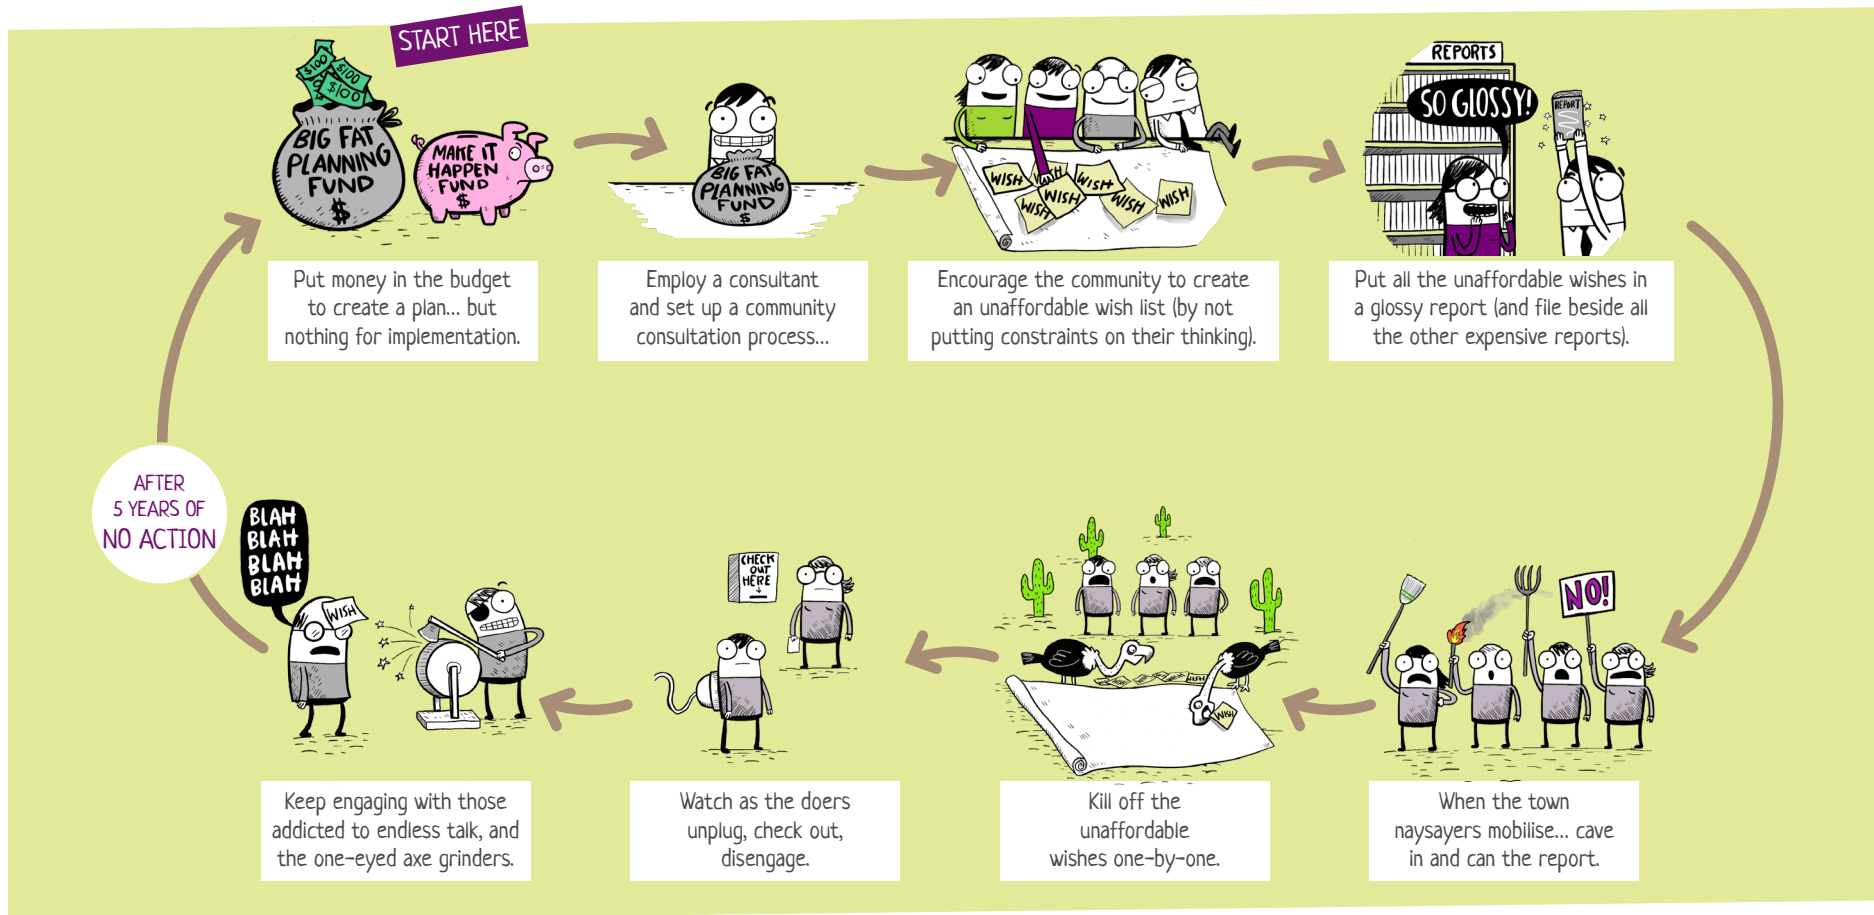 START HERE
$100
$100
$100
BIG FAT
PLANNING
FUND
$
MAKE IT
HAPPEN
FUND
$
Put money in the budget
to create a plan... but
nothing for implementation.
BIG FAT
PLANNING
FUND
$
Employ a consultant
and set up a community
consultation process...
WISH
WISH
WISH
WISH
WISH
WISH
WISH
Encourage the community to create
an unaffordable wish list (by not
putting constraints on their thinking).
REPORTS
SO GLOSSY!
REPORT
Put all the unaffordable wishes in
a glossy report (and file beside all
the other expensive reports).
NO!
When the town
naysayers mobilise... cave
in and can the report.
WISH
WISH
Kill off the
unaffordable
wishes one-by-one.
CHECK
OUT
HERE
Watch as the doers
unplug, check out,
disengage.
BLAH
BLAH
BLAH
BLAH
WISH
Keep engaging with those
addicted to endless talk, and
the one-eyed axe grinders.
AFTER
5 YEARS OF
NO ACTION